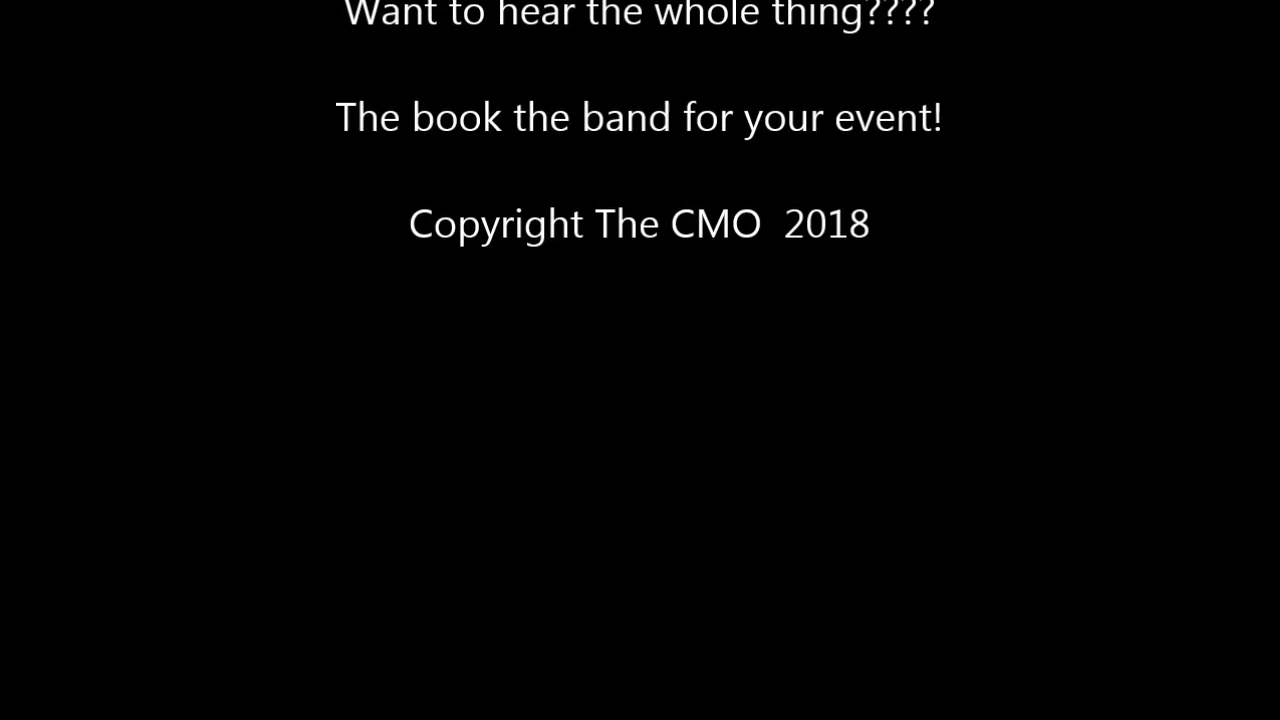 Want to hear the whole thing????
The book the band for your event!
Copyright The CMO  2018